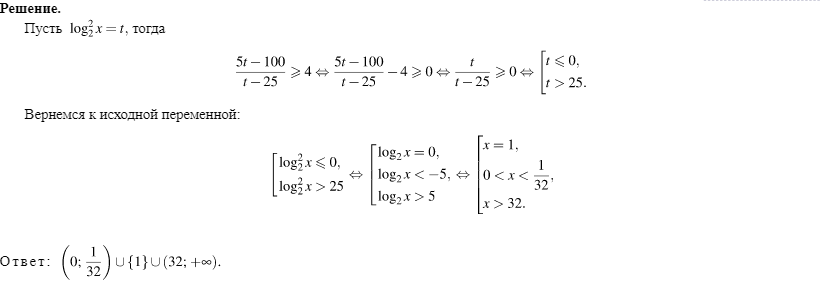 Решение.
Пусть log₂²x = t, тогда
(5t − 100)/(t − 25) ⩾ 4 ⇔ (5t − 100)/(t − 25) − 4 ⩾ 0 ⇔ t/(t − 25) ⩾ 0 ⇔ [ t ⩽ 0, t > 25.
Вернемся к исходной переменной:
[ log₂²x ⩽ 0, log₂²x > 25 ⇔ [ log₂x = 0, log₂x < −5, log₂x > 5 ⇔ [ x = 1, 0 < x < 1/32, x > 32.
Ответ: (0; 1/32) ∪ {1} ∪ (32; +∞).